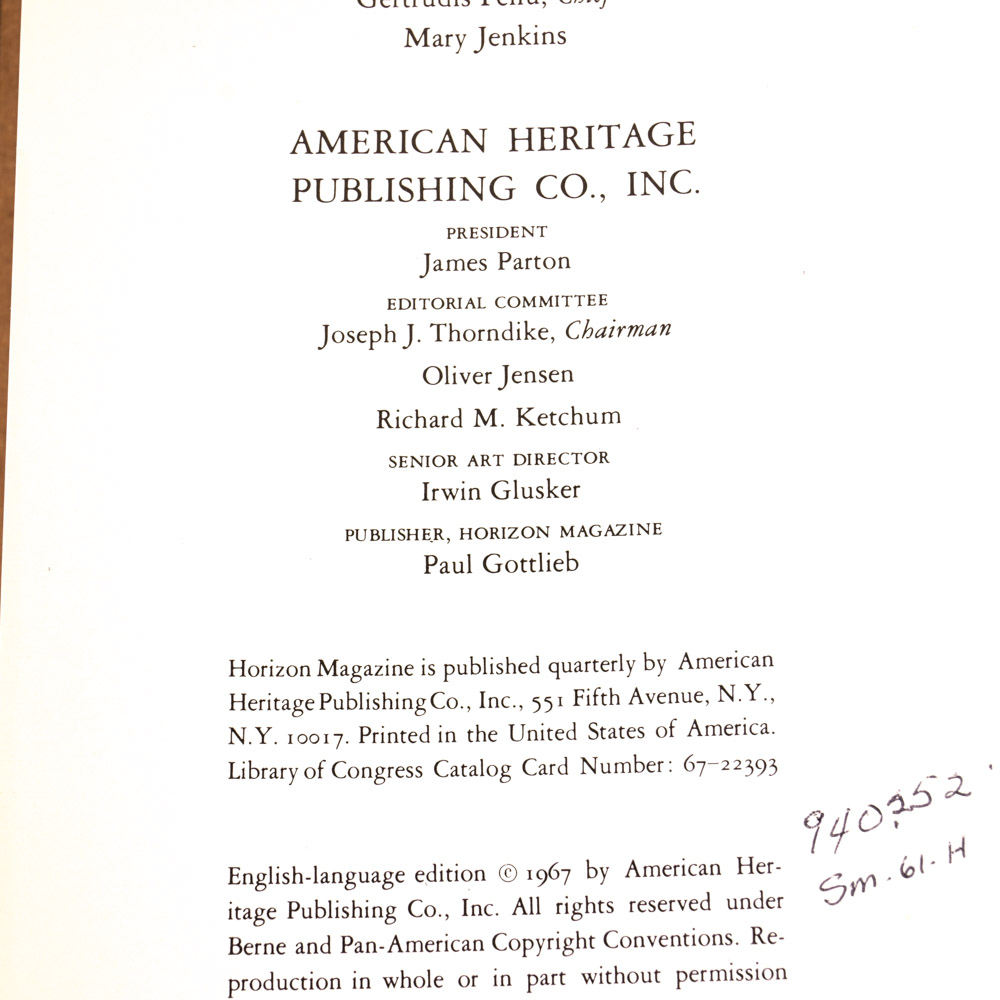 Gertrudis Feliu, Chief
Mary Jenkins
AMERICAN HERITAGE
PUBLISHING CO., INC.
PRESIDENT
James Parton
EDITORIAL COMMITTEE
Joseph J. Thorndike, Chairman
Oliver Jensen
Richard M. Ketchum
SENIOR ART DIRECTOR
Irwin Glusker
PUBLISHER, HORIZON MAGAZINE
Paul Gottlieb
Horizon Magazine is published quarterly by American
Heritage Publishing Co., Inc., 551 Fifth Avenue, N.Y.,
N.Y. 10017. Printed in the United States of America.
Library of Congress Catalog Card Number: 67–22393
940.252
Sm.61.H
English-language edition © 1967 by American Her-
itage Publishing Co., Inc. All rights reserved under
Berne and Pan-American Copyright Conventions. Re-
production in whole or in part without permission